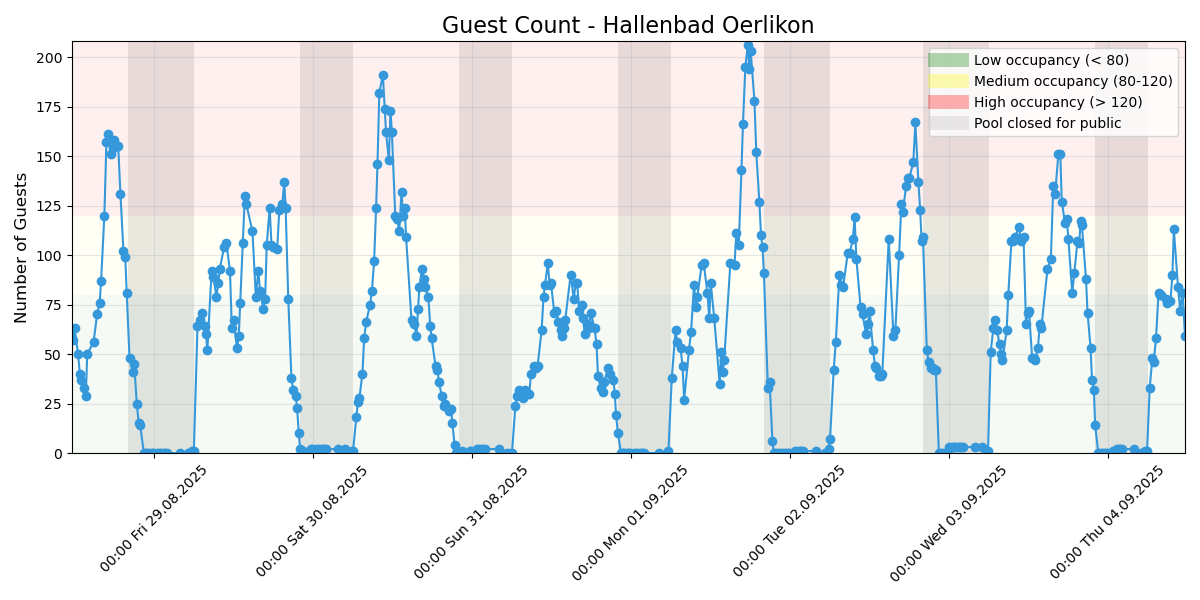 Guest Count - Hallenbad Oerlikon
Number of Guests
200
175
150
125
100
75
50
25
0
Low occupancy (< 80)
Medium occupancy (80-120)
High occupancy (> 120)
Pool closed for public
00:00 Fri 29.08.2025
00:00 Sat 30.08.2025
00:00 Sun 31.08.2025
00:00 Mon 01.09.2025
00:00 Tue 02.09.2025
00:00 Wed 03.09.2025
00:00 Thu 04.09.2025